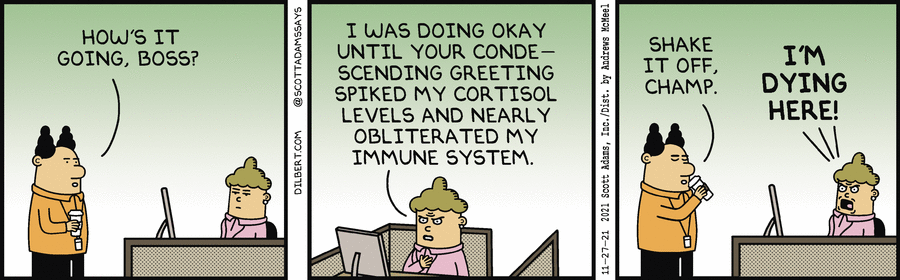 HOW'S IT
GOING, BOSS?
DILBERT.COM @SCOTTADAMSSAYS
I WAS DOING OKAY
UNTIL YOUR CONDE–
SCENDING GREETING
SPIKED MY CORTISOL
LEVELS AND NEARLY
OBLITERATED MY
IMMUNE SYSTEM.
11-27-21 2021 Scott Adams, Inc./Dist. by Andrews McMeel
SHAKE
IT OFF,
CHAMP.
I'M
DYING
HERE!